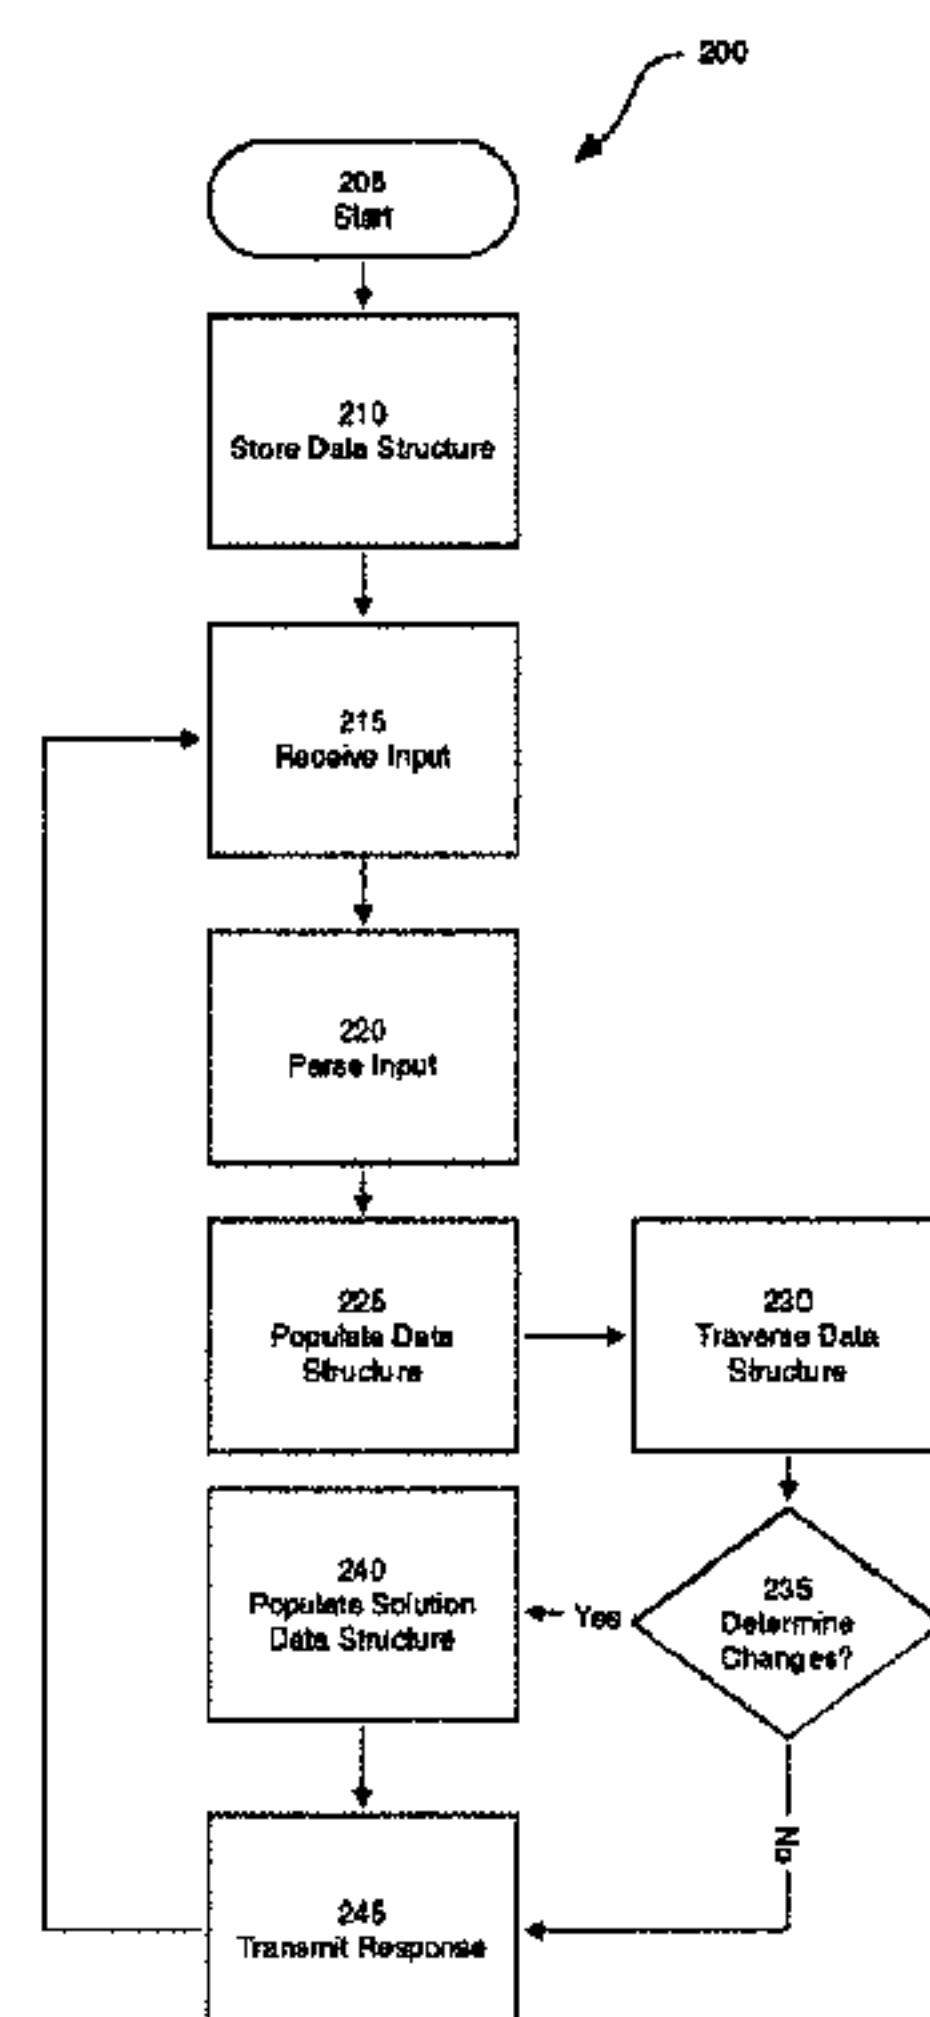 200
205
Start
210
Store Data Structure
215
Receive Input
220
Parse Input
225
Populate Data
Structure
230
Traverse Data
Structure
235
Determine
Changes?
Yes
240
Populate Solution
Data Structure
No
245
Transmit Response